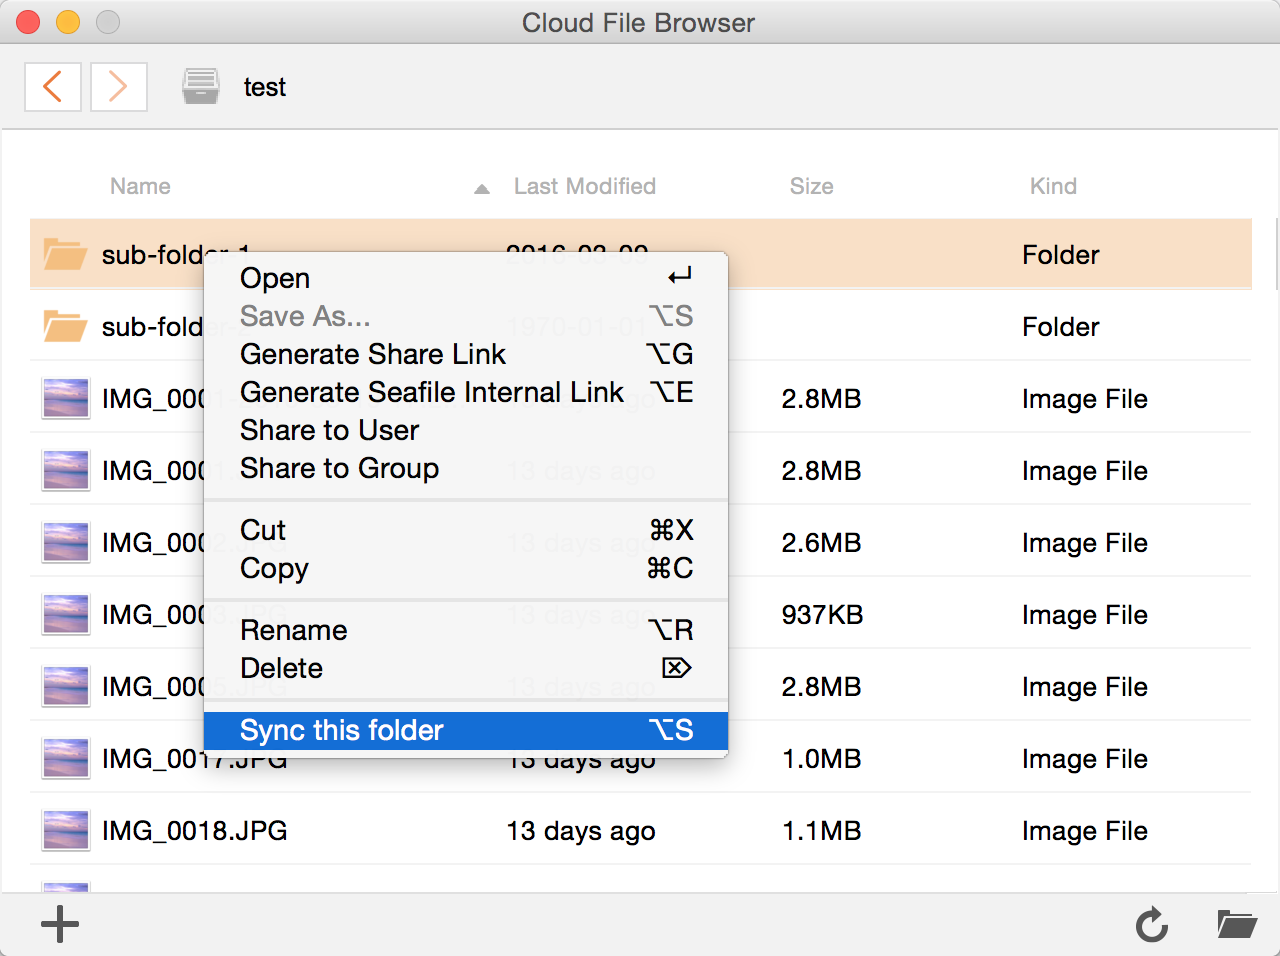 Cloud File Browser
test
Name Last Modified Size Kind
sub-folder-1 2016-03-09 Folder
sub-fold 1970-01-01 Folder
IMG_000 2.8MB Image File
IMG_000 13 days ago 2.8MB Image File
IMG_0002.JPG 13 days ago 2.6MB Image File
IMG_0003.JPG 13 days ago 937KB Image File
IMG_0005.JPG 13 days ago 2.8MB Image File
IMG_0017.JPG 13 days ago 1.0MB Image File
IMG_0018.JPG 13 days ago 1.1MB Image File
Open ↵
Save As... ⌥S
Generate Share Link ⌥G
Generate Seafile Internal Link ⌥E
Share to User
Share to Group
Cut ⌘X
Copy ⌘C
Rename ⌥R
Delete ⌦
Sync this folder ⌥S